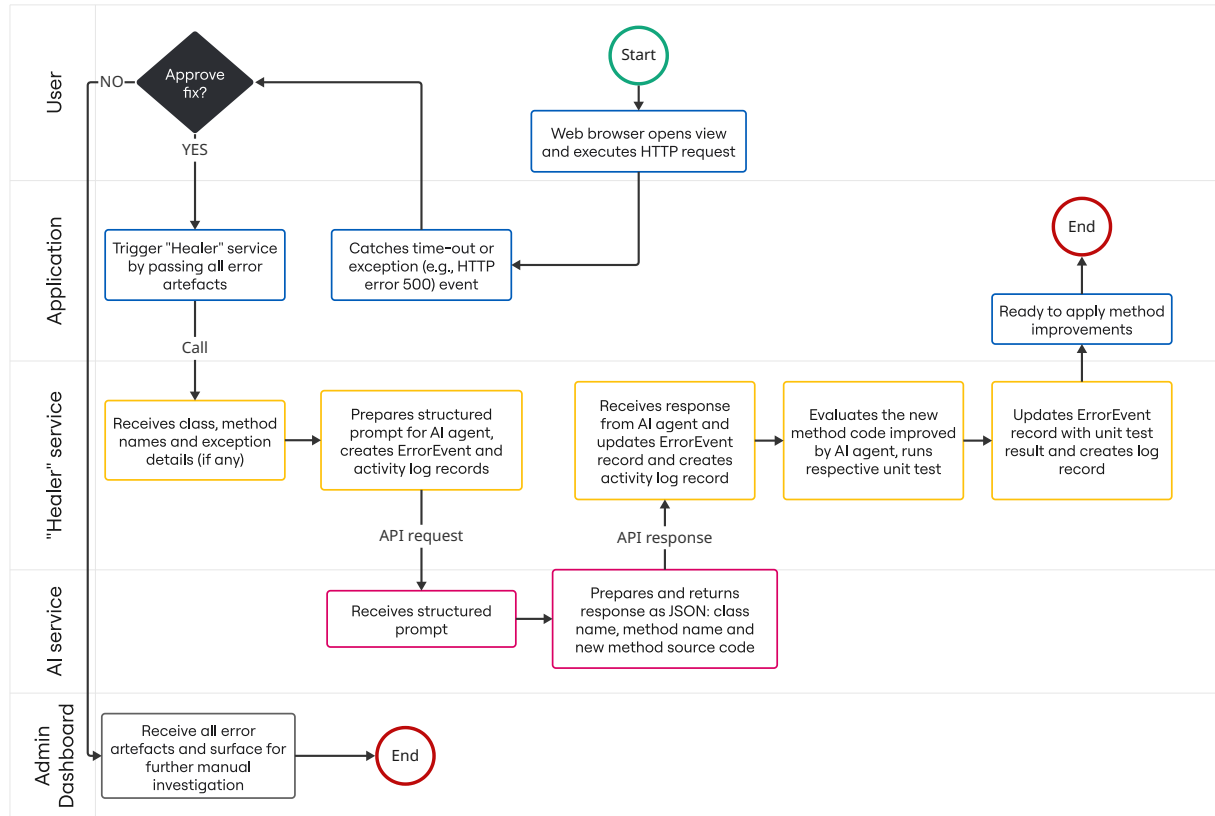 User
Approve
fix?
NO
YES
Start
Web browser opens view
and executes HTTP request
Application
Trigger "Healer" service
by passing all error
artefacts
Call
Catches time-out or
exception (e.g., HTTP
error 500) event
End
Ready to apply method
improvements
"Healer" service
Receives class, method
names and exception
details (if any)
Prepares structured
prompt for AI agent,
creates ErrorEvent and
activity log records
API request
Receives response
from AI agent and
updates ErrorEvent
record and creates
activity log record
API response
Evaluates the new
method code improved
by AI agent, runs
respective unit test
Updates ErrorEvent
record with unit test
result and creates log
record
AI service
Receives structured
prompt
Prepares and returns
response as JSON: class
name, method name and
new method source code
Admin
Dashboard
Receive all error
artefacts and surface for
further manual
investigation
End